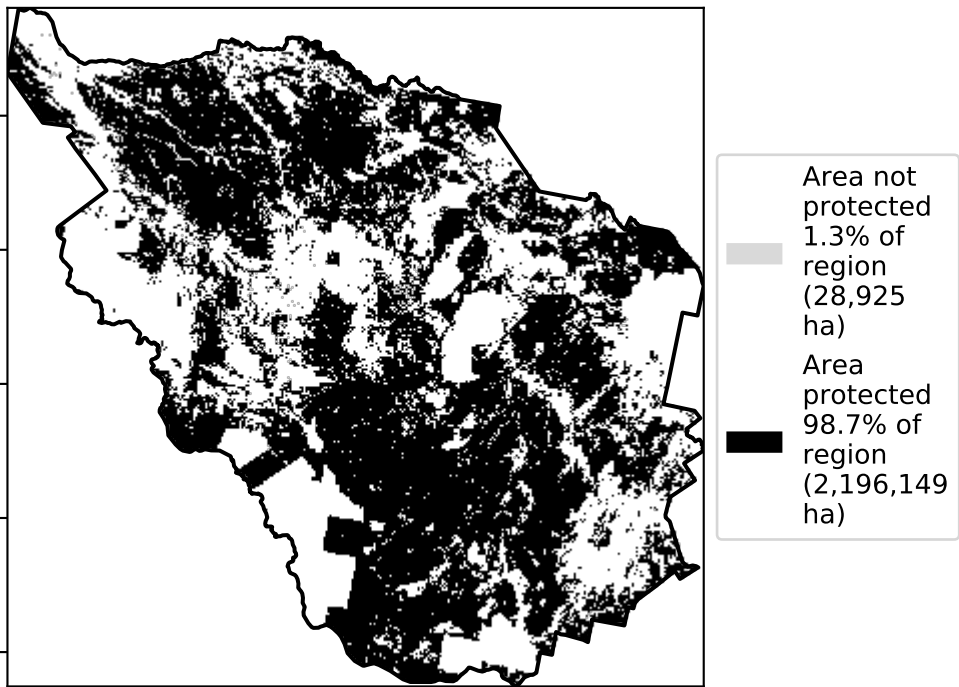 Area not
protected
1.3% of
region
(28,925
ha)
Area
protected
98.7% of
region
(2,196,149
ha)